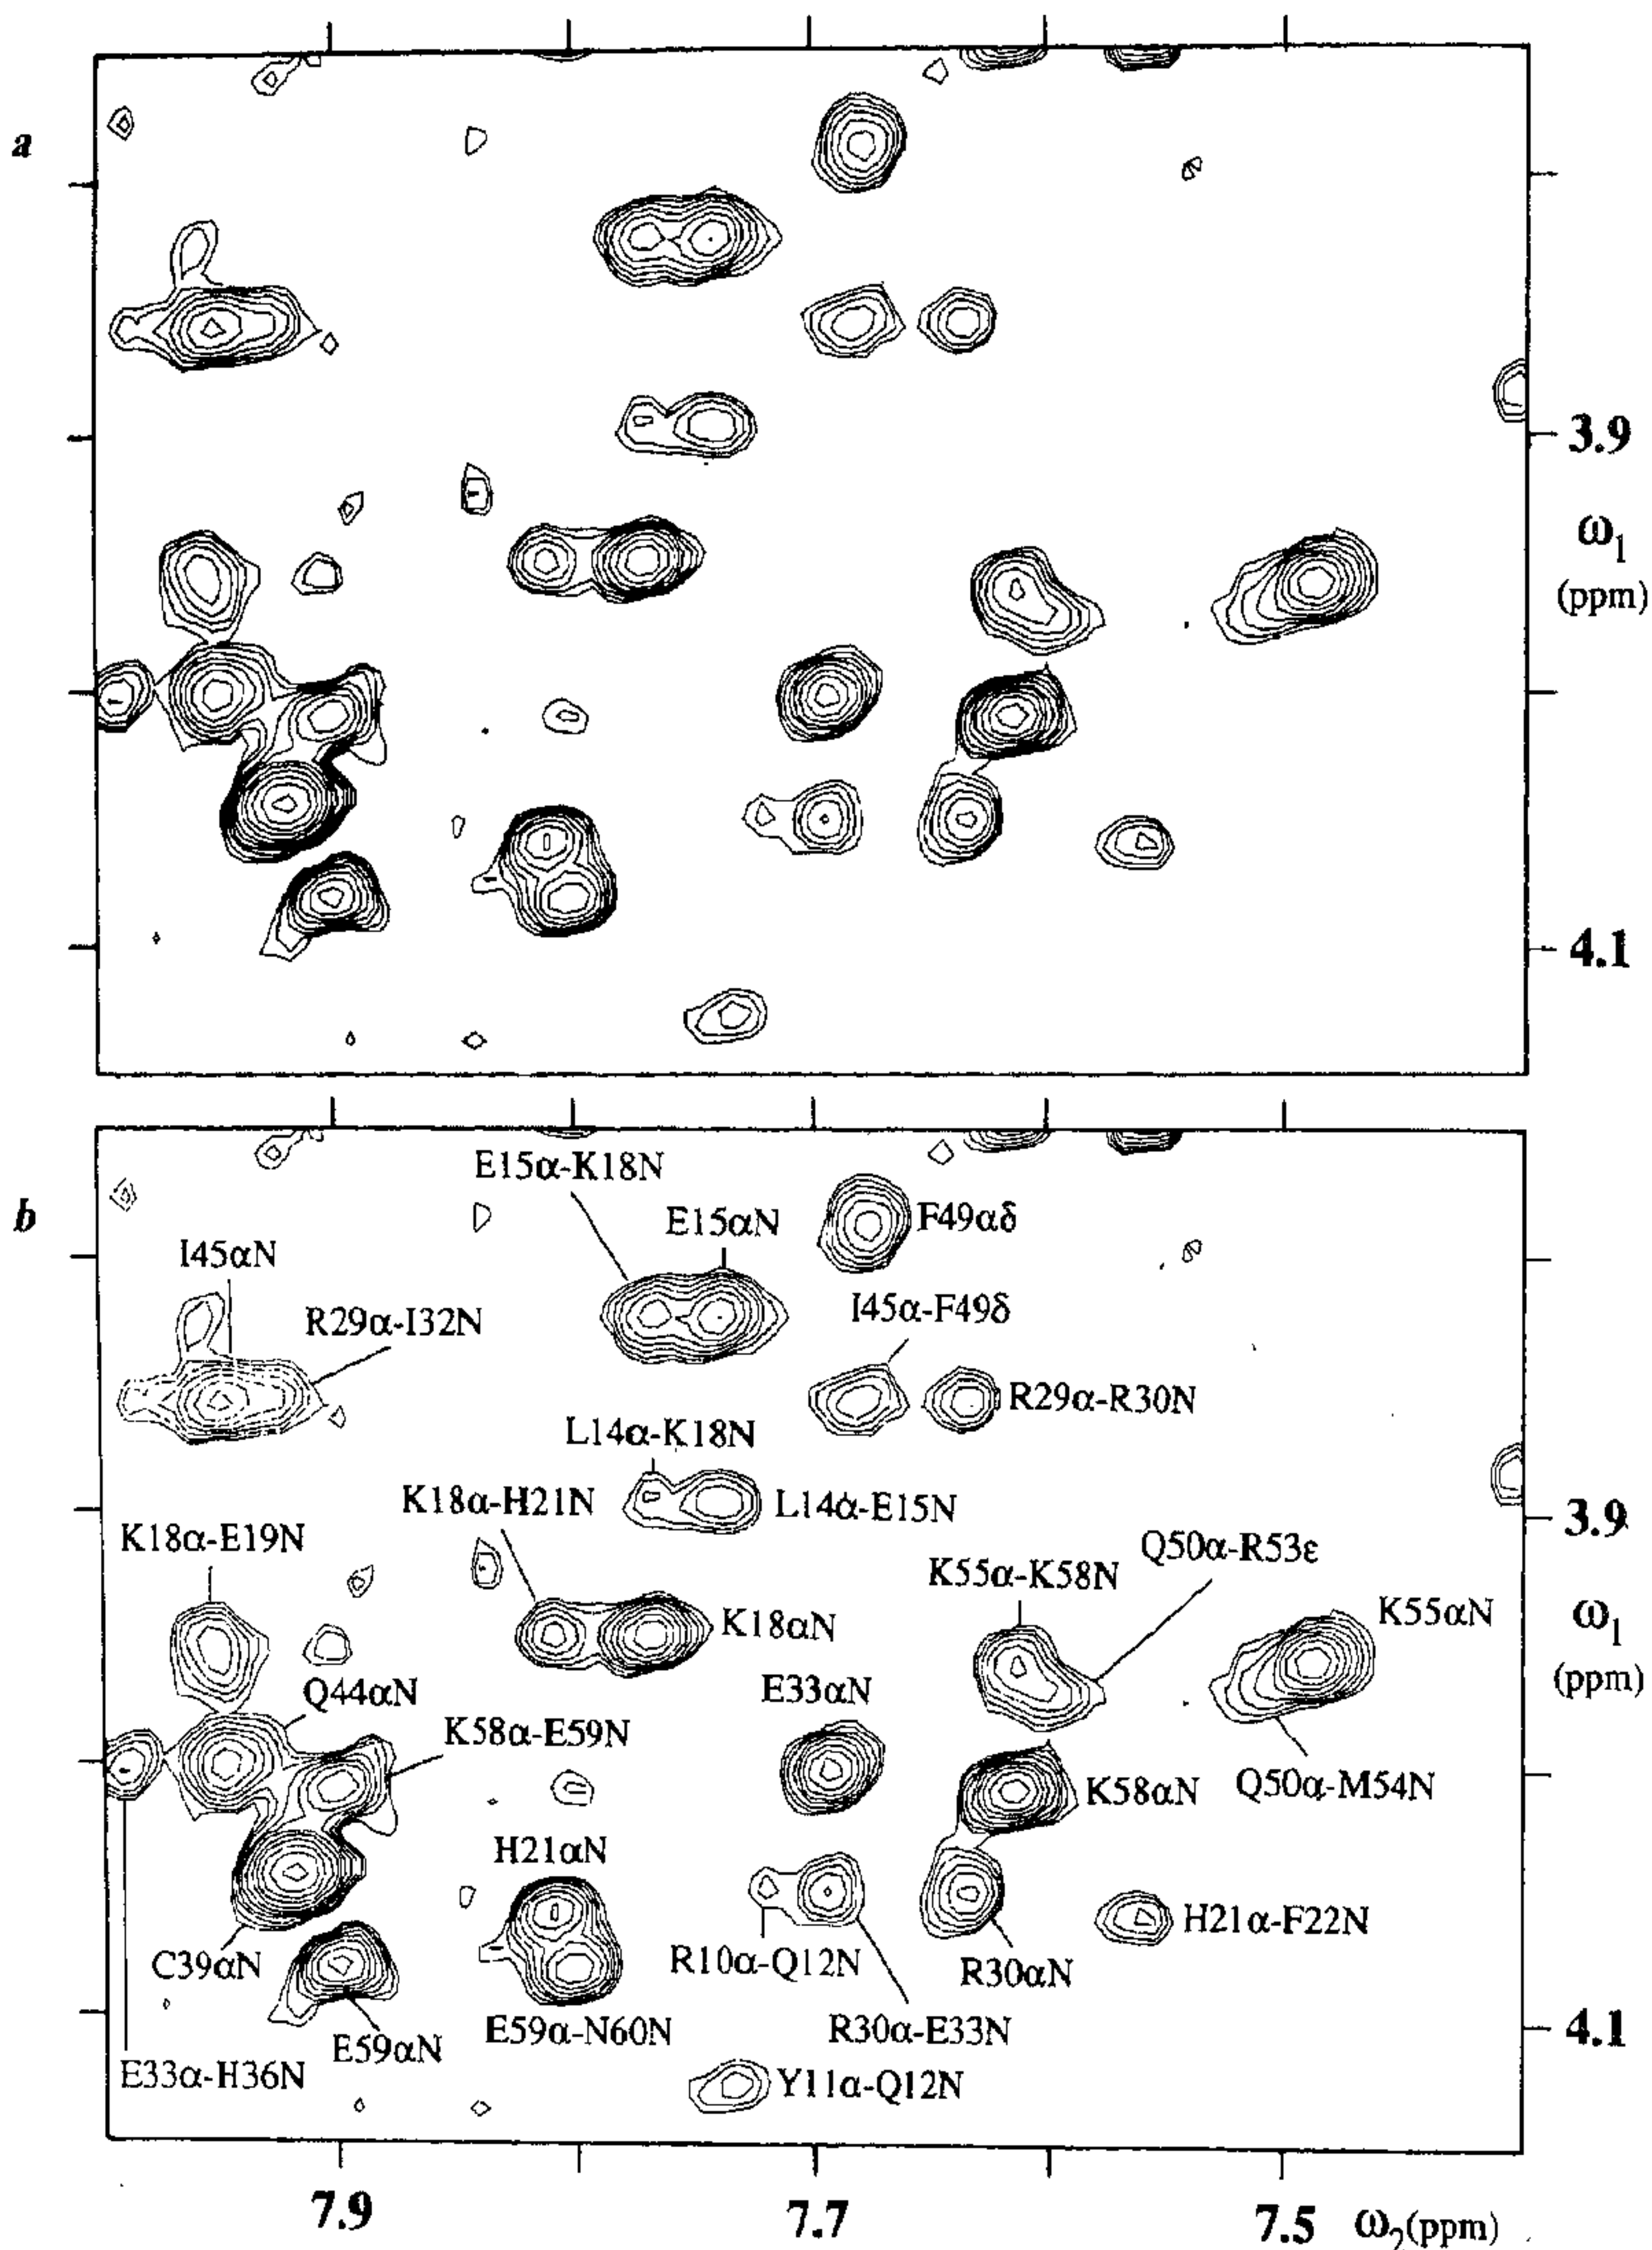 a
3.9
ω1
(ppm)
4.1
b
E15α-K18N
E15αN
F49αδ
I45αN
R29α-I32N
I45α-F49δ
R29α-R30N
L14α-K18N
K18α-H21N
L14α-E15N
3.9
K18α-E19N
Q50α-R53ε
K55α-K58N
K55αN
ω1
(ppm)
K18αN
E33αN
Q44αN
K58α-E59N
Q50α-M54N
K58αN
H21αN
H21α-F22N
C39αN
R10α-Q12N
R30αN
E59αN
E59α-N60N
R30α-E33N
4.1
E33α-H36N
Y11α-Q12N
7.9
7.7
7.5
ω2(ppm)